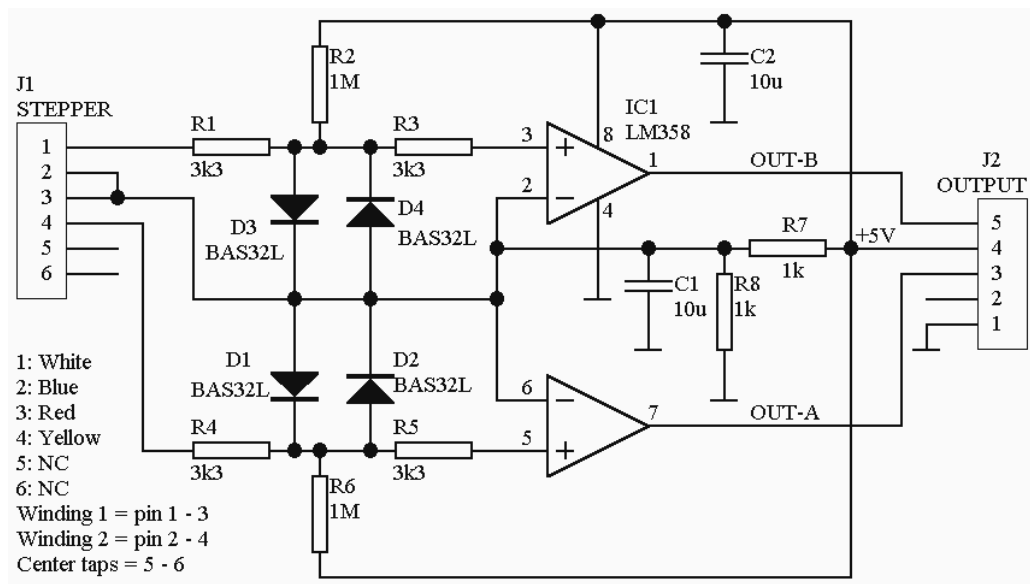 J1
STEPPER
1
2
3
4
5
6
R1
3k3
R2
1M
R3
3k3
D3
BAS32L
D4
BAS32L
3
2
8
4
1
IC1
LM358
C2
10u
OUT-B
J2
OUTPUT
5
4
3
2
1
R7
1k
+5V
C1
10u
R8
1k
D1
BAS32L
D2
BAS32L
R4
3k3
R5
3k3
6
5
7
OUT-A
R6
1M
1: White
2: Blue
3: Red
4: Yellow
5: NC
6: NC
Winding 1 = pin 1 - 3
Winding 2 = pin 2 - 4
Center taps = 5 - 6